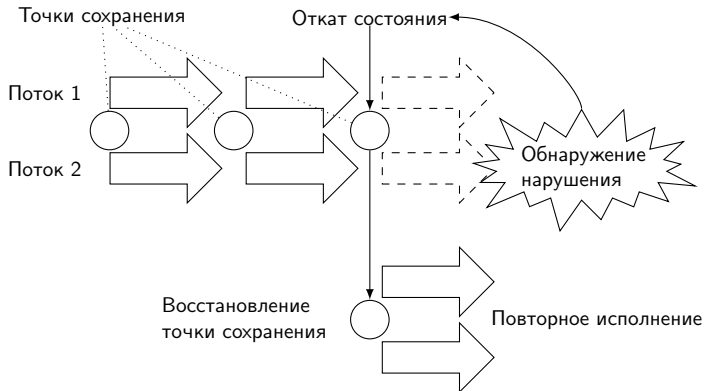 Точки сохранения
Откат состояния
Поток 1
Поток 2
Обнаружение
нарушения
Восстановление
точки сохранения
Повторное исполнение